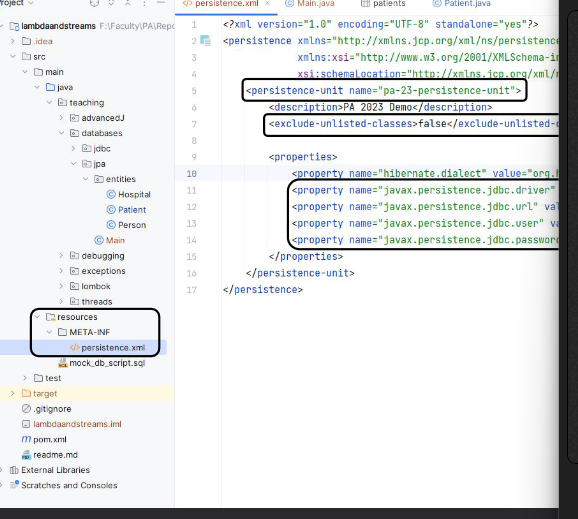 Project
lambdaandstreams F:\Faculty\PA\Repo
.idea
src
main
java
teaching
advancedJ
databases
jdbc
jpa
entities
Hospital
Patient
Person
Main
debugging
exceptions
lombok
threads
resources
META-INF
persistence.xml
mock_db_script.sql
test
target
.gitignore
lambdaandstreams.iml
pom.xml
readme.md
External Libraries
Scratches and Consoles
persistence.xml × Main.java patients Patient.java
1 <?xml version="1.0" encoding="UTF-8" standalone="yes"?>
2 <persistence xmlns="http://xmlns.jcp.org/xml/ns/persistenc
3 xmlns:xsi="http://www.w3.org/2001/XMLSchema-in
4 xsi:schemaLocation="http://xmlns.jcp.org/xml/n
5 <persistence-unit name="pa-23-persistence-unit">
6 <description>PA 2023 Demo</description>
7 <exclude-unlisted-classes>false</exclude-unlisted-c
8
9 <properties>
10 <property name="hibernate.dialect" value="org.h
11 <property name="javax.persistence.jdbc.driver"
12 <property name="javax.persistence.jdbc.url" val
13 <property name="javax.persistence.jdbc.user" va
14 <property name="javax.persistence.jdbc.password
15 </properties>
16 </persistence-unit>
17 </persistence>